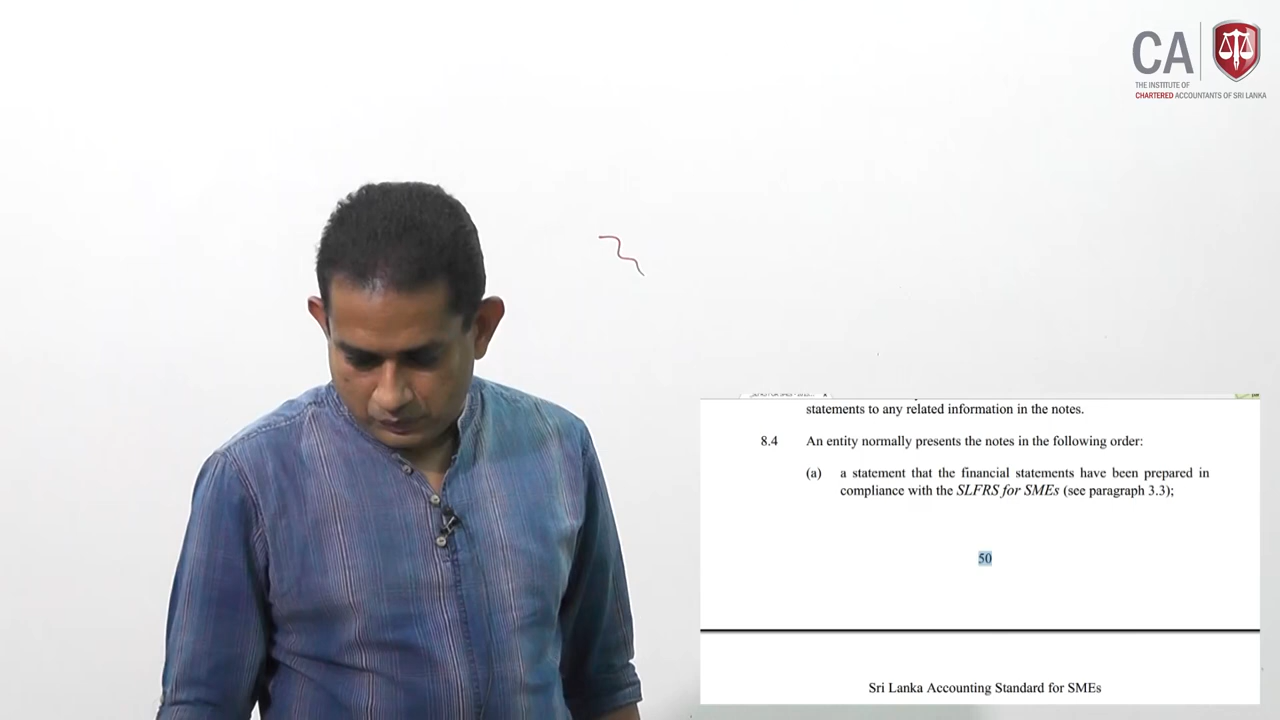 CA
THE INSTITUTE OF
CHARTERED ACCOUNTANTS OF SRI LANKA
statements to any related information in the notes.
8.4 An entity normally presents the notes in the following order:
(a) a statement that the financial statements have been prepared in
compliance with the SLFRS for SMEs (see paragraph 3.3);
50
Sri Lanka Accounting Standard for SMEs